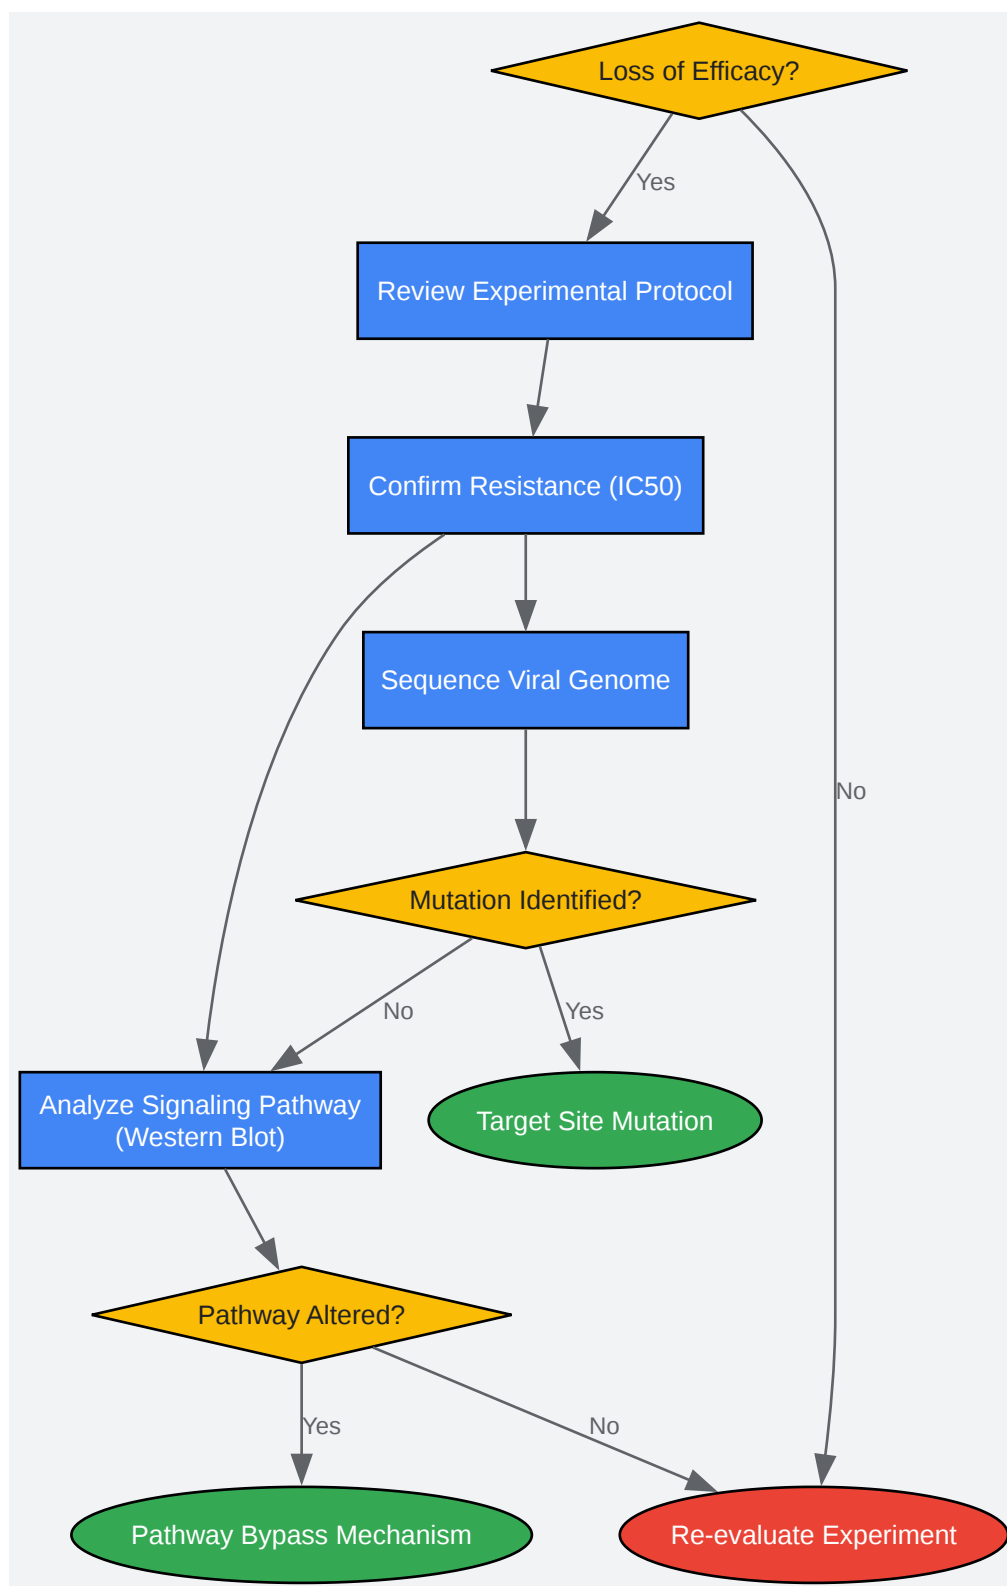 Loss of Efficacy?
Yes
Review Experimental Protocol
Confirm Resistance (IC50)
Sequence Viral Genome
No
Mutation Identified?
No
Yes
Analyze Signaling Pathway
(Western Blot)
Target Site Mutation
Pathway Altered?
Yes
No
Pathway Bypass Mechanism
Re-evaluate Experiment